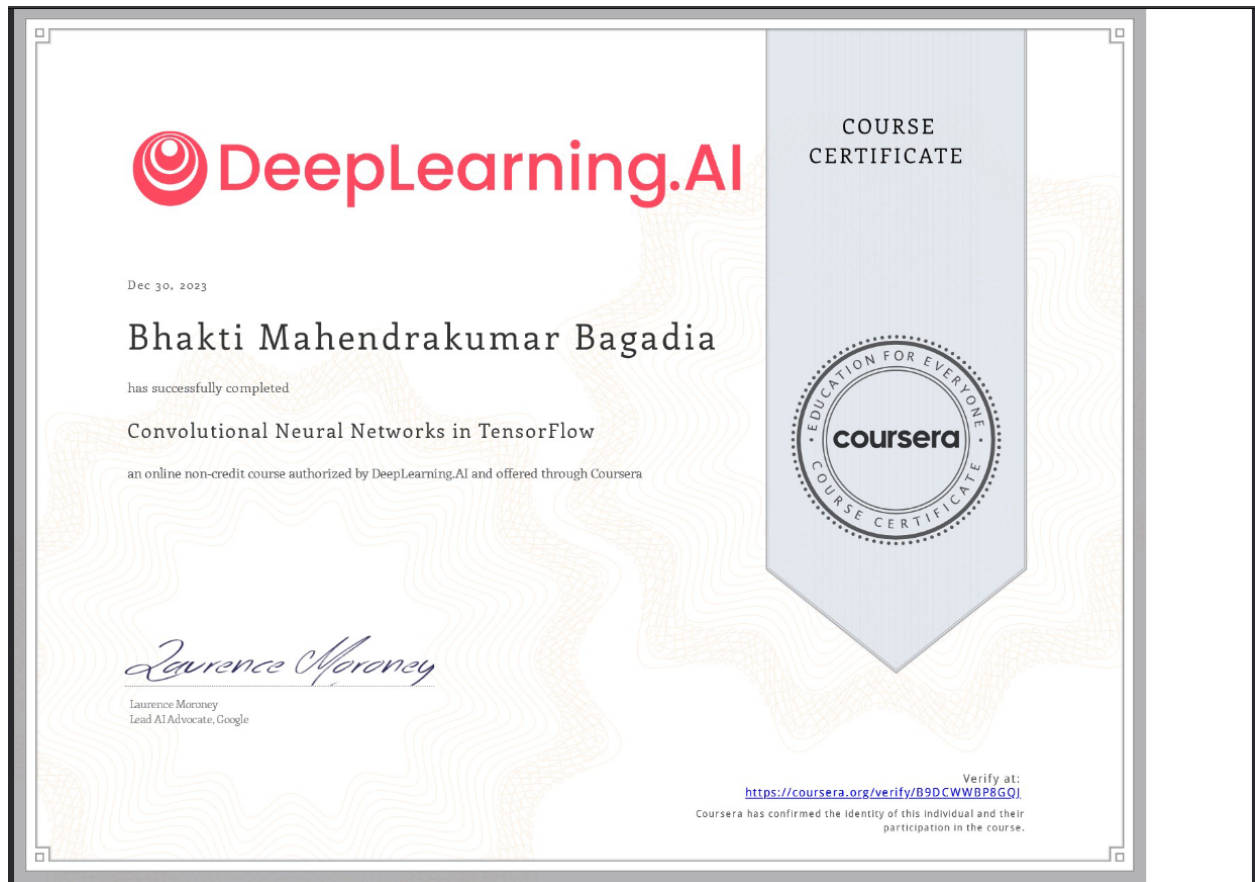 DeepLearning.AI
COURSE
CERTIFICATE
Dec 30, 2023
Bhakti Mahendrakumar Bagadia
has successfully completed
Convolutional Neural Networks in TensorFlow
an online non-credit course authorized by DeepLearning.AI and offered through Coursera
EDUCATION FOR EVERYONE
coursera
COURSE CERTIFICATE
Laurence Moroney
Laurence Moroney
Lead AI Advocate, Google
Verify at:
https://coursera.org/verify/B9DCWWBP8GQJ
Coursera has confirmed the identity of this individual and their
participation in the course.